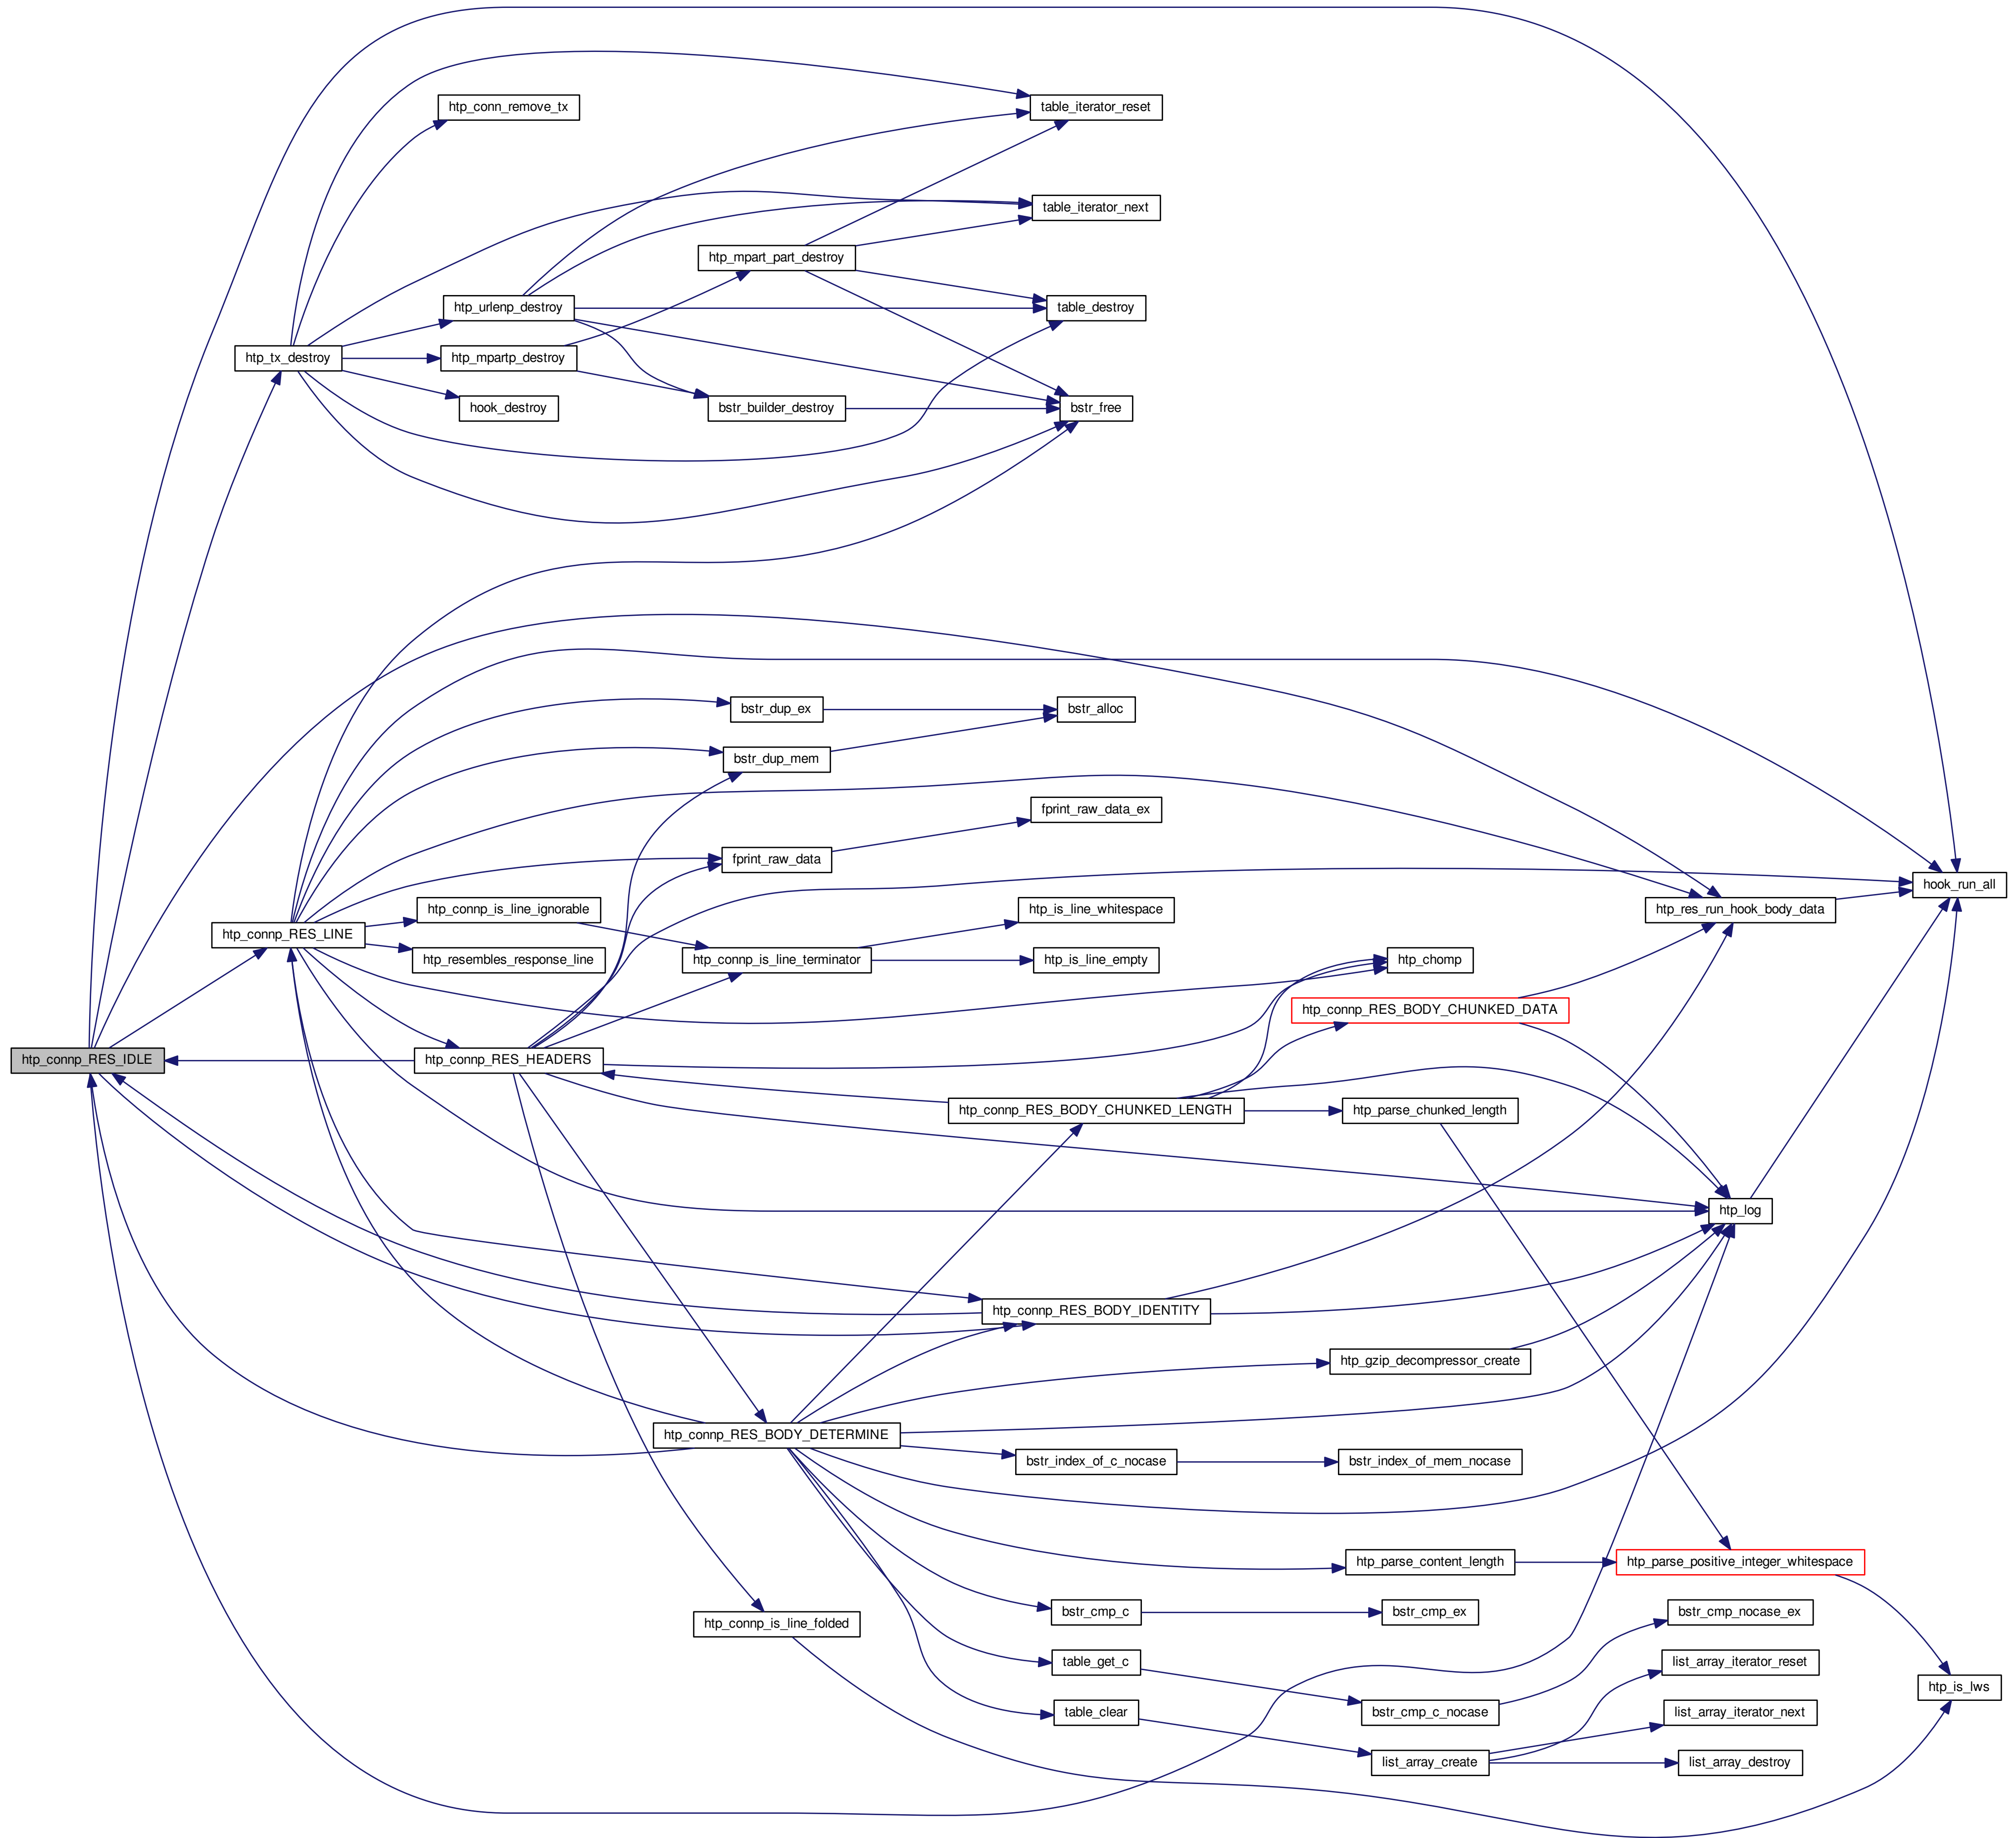 htp_conn_remove_tx
table_iterator_reset
table_iterator_next
htp_mpart_part_destroy
htp_urlenp_destroy
table_destroy
htp_tx_destroy
htp_mpartp_destroy
hook_destroy
bstr_builder_destroy
bstr_free
bstr_dup_ex
bstr_alloc
bstr_dup_mem
fprint_raw_data_ex
fprint_raw_data
hook_run_all
htp_connp_is_line_ignorable
htp_is_line_whitespace
htp_res_run_hook_body_data
htp_connp_RES_LINE
htp_resembles_response_line
htp_connp_is_line_terminator
htp_is_line_empty
htp_chomp
htp_connp_RES_BODY_CHUNKED_DATA
htp_connp_RES_IDLE
htp_connp_RES_HEADERS
htp_connp_RES_BODY_CHUNKED_LENGTH
htp_parse_chunked_length
htp_log
htp_connp_RES_BODY_IDENTITY
htp_gzip_decompressor_create
htp_connp_RES_BODY_DETERMINE
bstr_index_of_c_nocase
bstr_index_of_mem_nocase
htp_parse_content_length
htp_parse_positive_integer_whitespace
htp_connp_is_line_folded
bstr_cmp_c
bstr_cmp_ex
bstr_cmp_nocase_ex
table_get_c
list_array_iterator_reset
htp_is_lws
table_clear
bstr_cmp_c_nocase
list_array_iterator_next
list_array_create
list_array_destroy